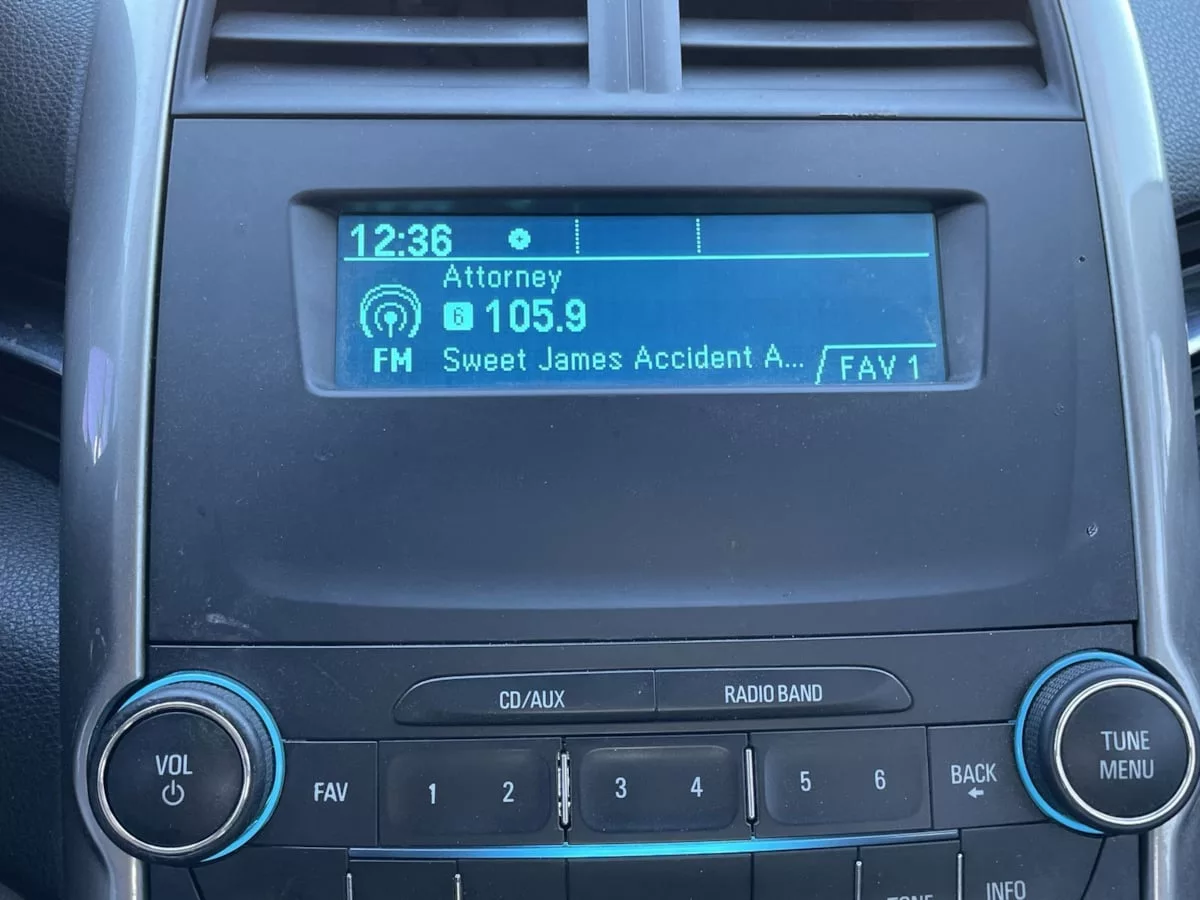 12:36
Attorney
6 105.9
FM Sweet James Accident A... FAV 1
CD/AUX RADIO BAND
VOL FAV 1 2 3 4 5 6 BACK TUNE
MENU
TONE INFO